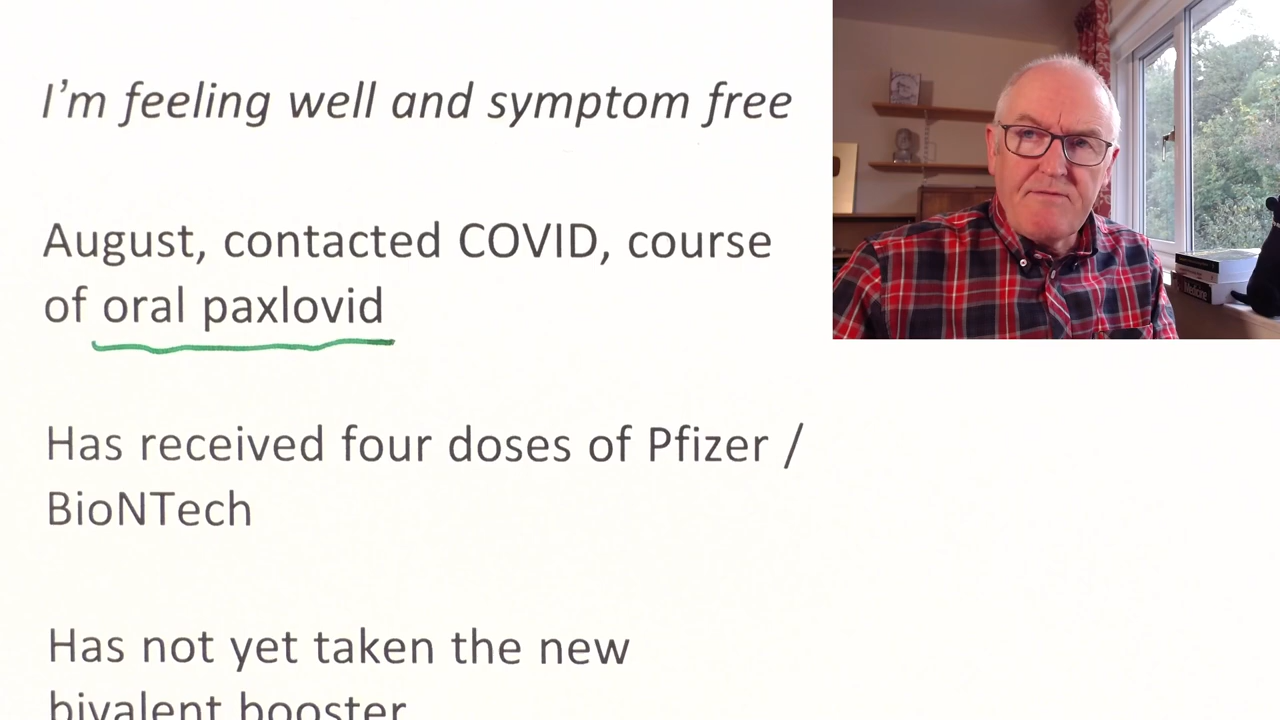 I'm feeling well and symptom free
August, contacted COVID, course
of oral paxlovid
Has received four doses of Pfizer /
BioNTech
Has not yet taken the new
bivalent booster
Medicine